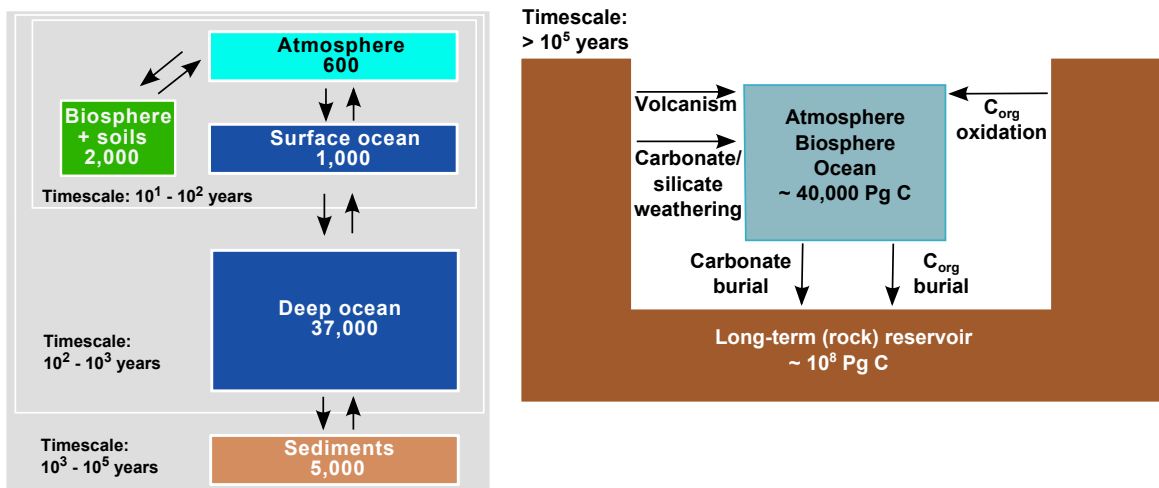 Atmosphere
600
Biosphere
+ soils
2,000
Surface ocean
1,000
Timescale: 10¹ - 10² years
Deep ocean
37,000
Timescale:
10² - 10³ years
Sediments
5,000
Timescale:
10³ - 10⁵ years
Timescale:
> 10⁵ years
Volcanism
Carbonate/
silicate
weathering
Atmosphere
Biosphere
Ocean
~ 40,000 Pg C
Corg
oxidation
Carbonate
burial
Corg
burial
Long-term (rock) reservoir
~ 10⁸ Pg C